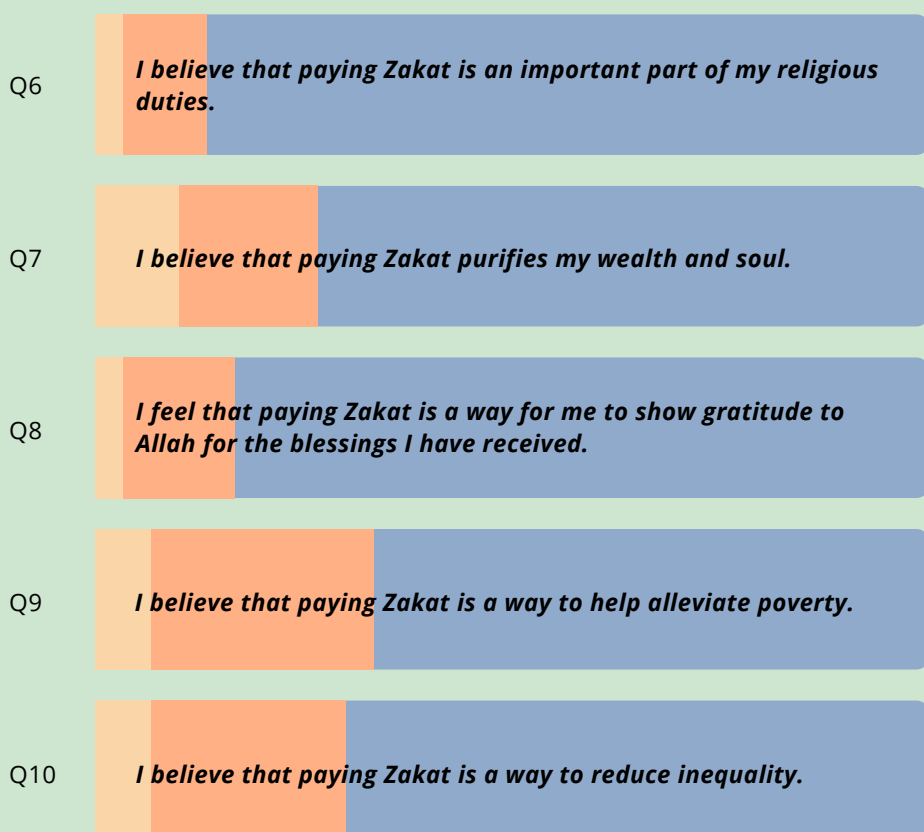 Q6
I believe that paying Zakat is an important part of my religious
duties.
Q7
I believe that paying Zakat purifies my wealth and soul.
Q8
I feel that paying Zakat is a way for me to show gratitude to
Allah for the blessings I have received.
Q9
I believe that paying Zakat is a way to help alleviate poverty.
Q10
I believe that paying Zakat is a way to reduce inequality.